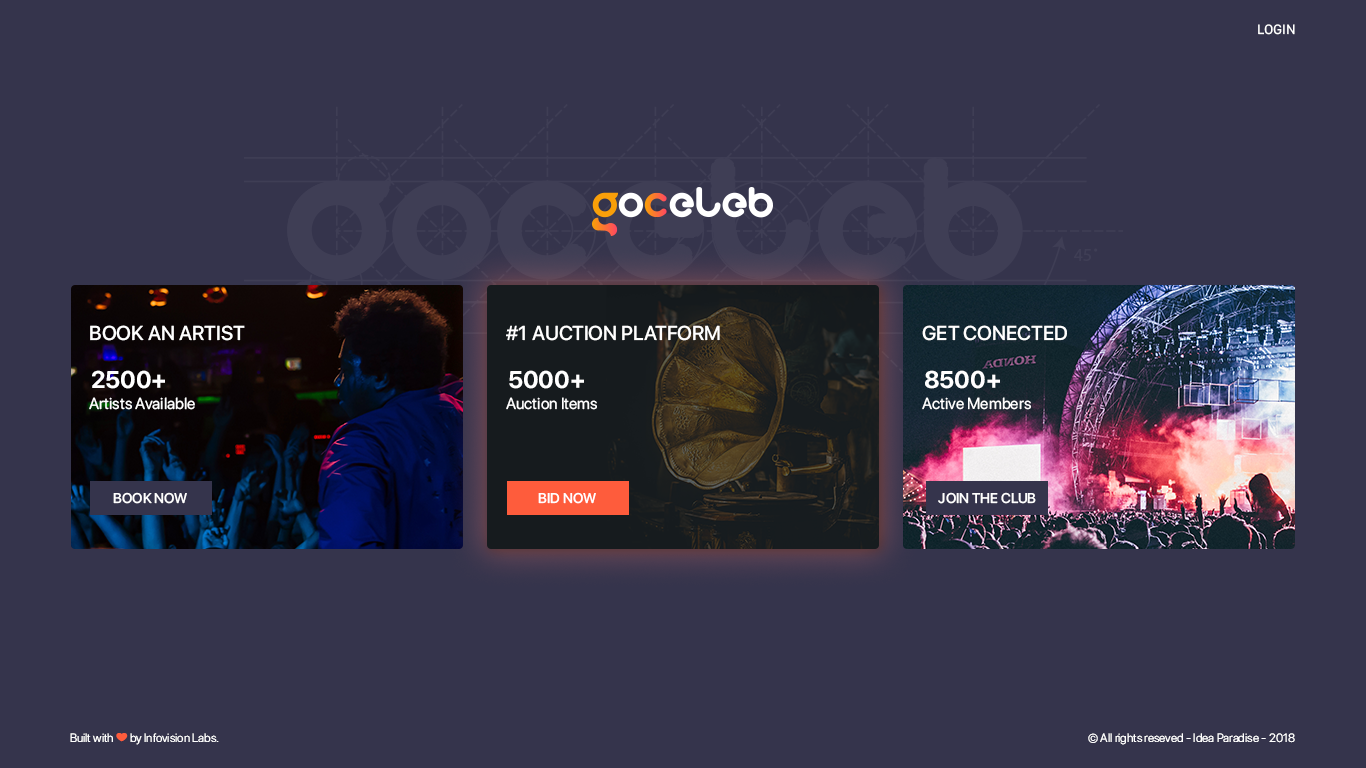 LOGIN
goceleb
goceleb
45°
BOOK AN ARTIST
2500+
Artists Available
BOOK NOW
#1 AUCTION PLATFORM
5000+
Auction Items
BID NOW
GET CONECTED
HONDA
8500+
Active Members
JOIN THE CLUB
Built with ❤ by Infovision Labs.
© All rights reseved - Idea Paradise - 2018